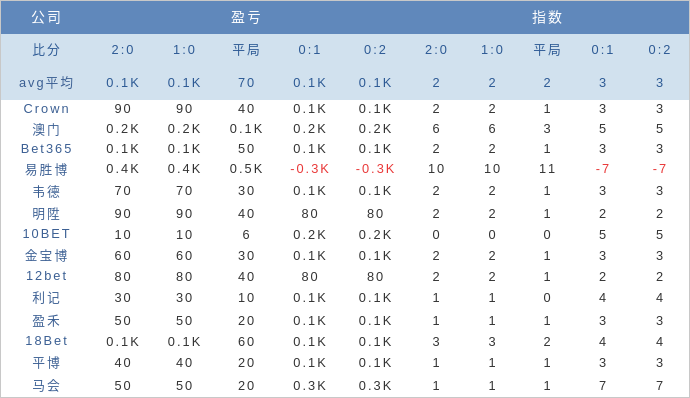 公司 盈亏 指数
比分 2:0 1:0 平局 0:1 0:2 2:0 1:0 平局 0:1 0:2
avg平均 0.1K 0.1K 70 0.1K 0.1K 2 2 2 3 3
Crown 90 90 40 0.1K 0.1K 2 2 1 3 3
澳门 0.2K 0.2K 0.1K 0.2K 0.2K 6 6 3 5 5
Bet365 0.1K 0.1K 50 0.1K 0.1K 2 2 1 3 3
易胜博 0.4K 0.4K 0.5K -0.3K -0.3K 10 10 11 -7 -7
韦德 70 70 30 0.1K 0.1K 2 2 1 3 3
明陞 90 90 40 80 80 2 2 1 2 2
10BET 10 10 6 0.2K 0.2K 0 0 0 5 5
金宝博 60 60 30 0.1K 0.1K 2 2 1 3 3
12bet 80 80 40 80 80 2 2 1 2 2
利记 30 30 10 0.1K 0.1K 1 1 0 4 4
盈禾 50 50 20 0.1K 0.1K 1 1 1 3 3
18Bet 0.1K 0.1K 60 0.1K 0.1K 3 3 2 4 4
平博 40 40 20 0.1K 0.1K 1 1 1 3 3
马会 50 50 20 0.3K 0.3K 1 1 1 7 7